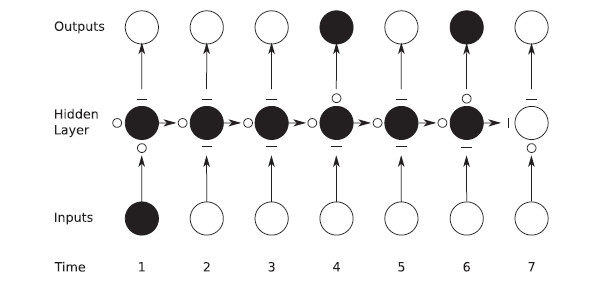 Outputs
Hidden
Layer
Inputs
Time 1 2 3 4 5 6 7